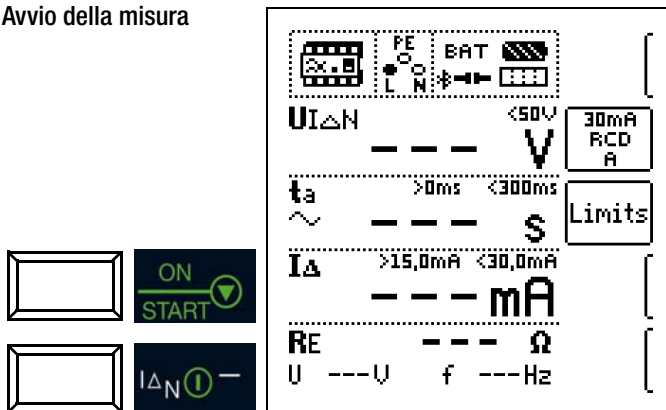 Avvio della misura
PE
L N
BAT
UI△N <50V
--- V
30mA
RCD
A
ta >0ms <300ms
~ --- s
Limits
I△ >15,0mA <30,0mA
--- mA
ON
START
RE --- Ω
U ---V f ---Hz
I△N